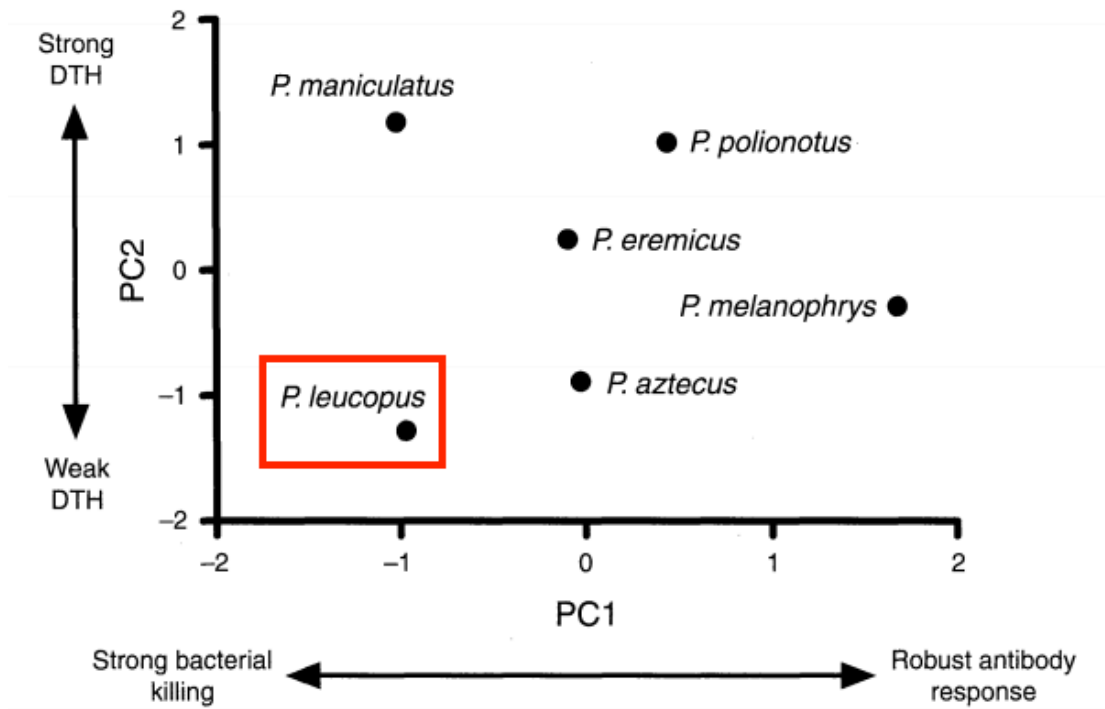 Strong
DTH
Weak
DTH
PC2
2
1
0
–1
–2
P. maniculatus
P. polionotus
P. eremicus
P. melanophrys
P. leucopus
P. aztecus
–2
–1
0
1
2
PC1
Strong bacterial
killing
Robust antibody
response